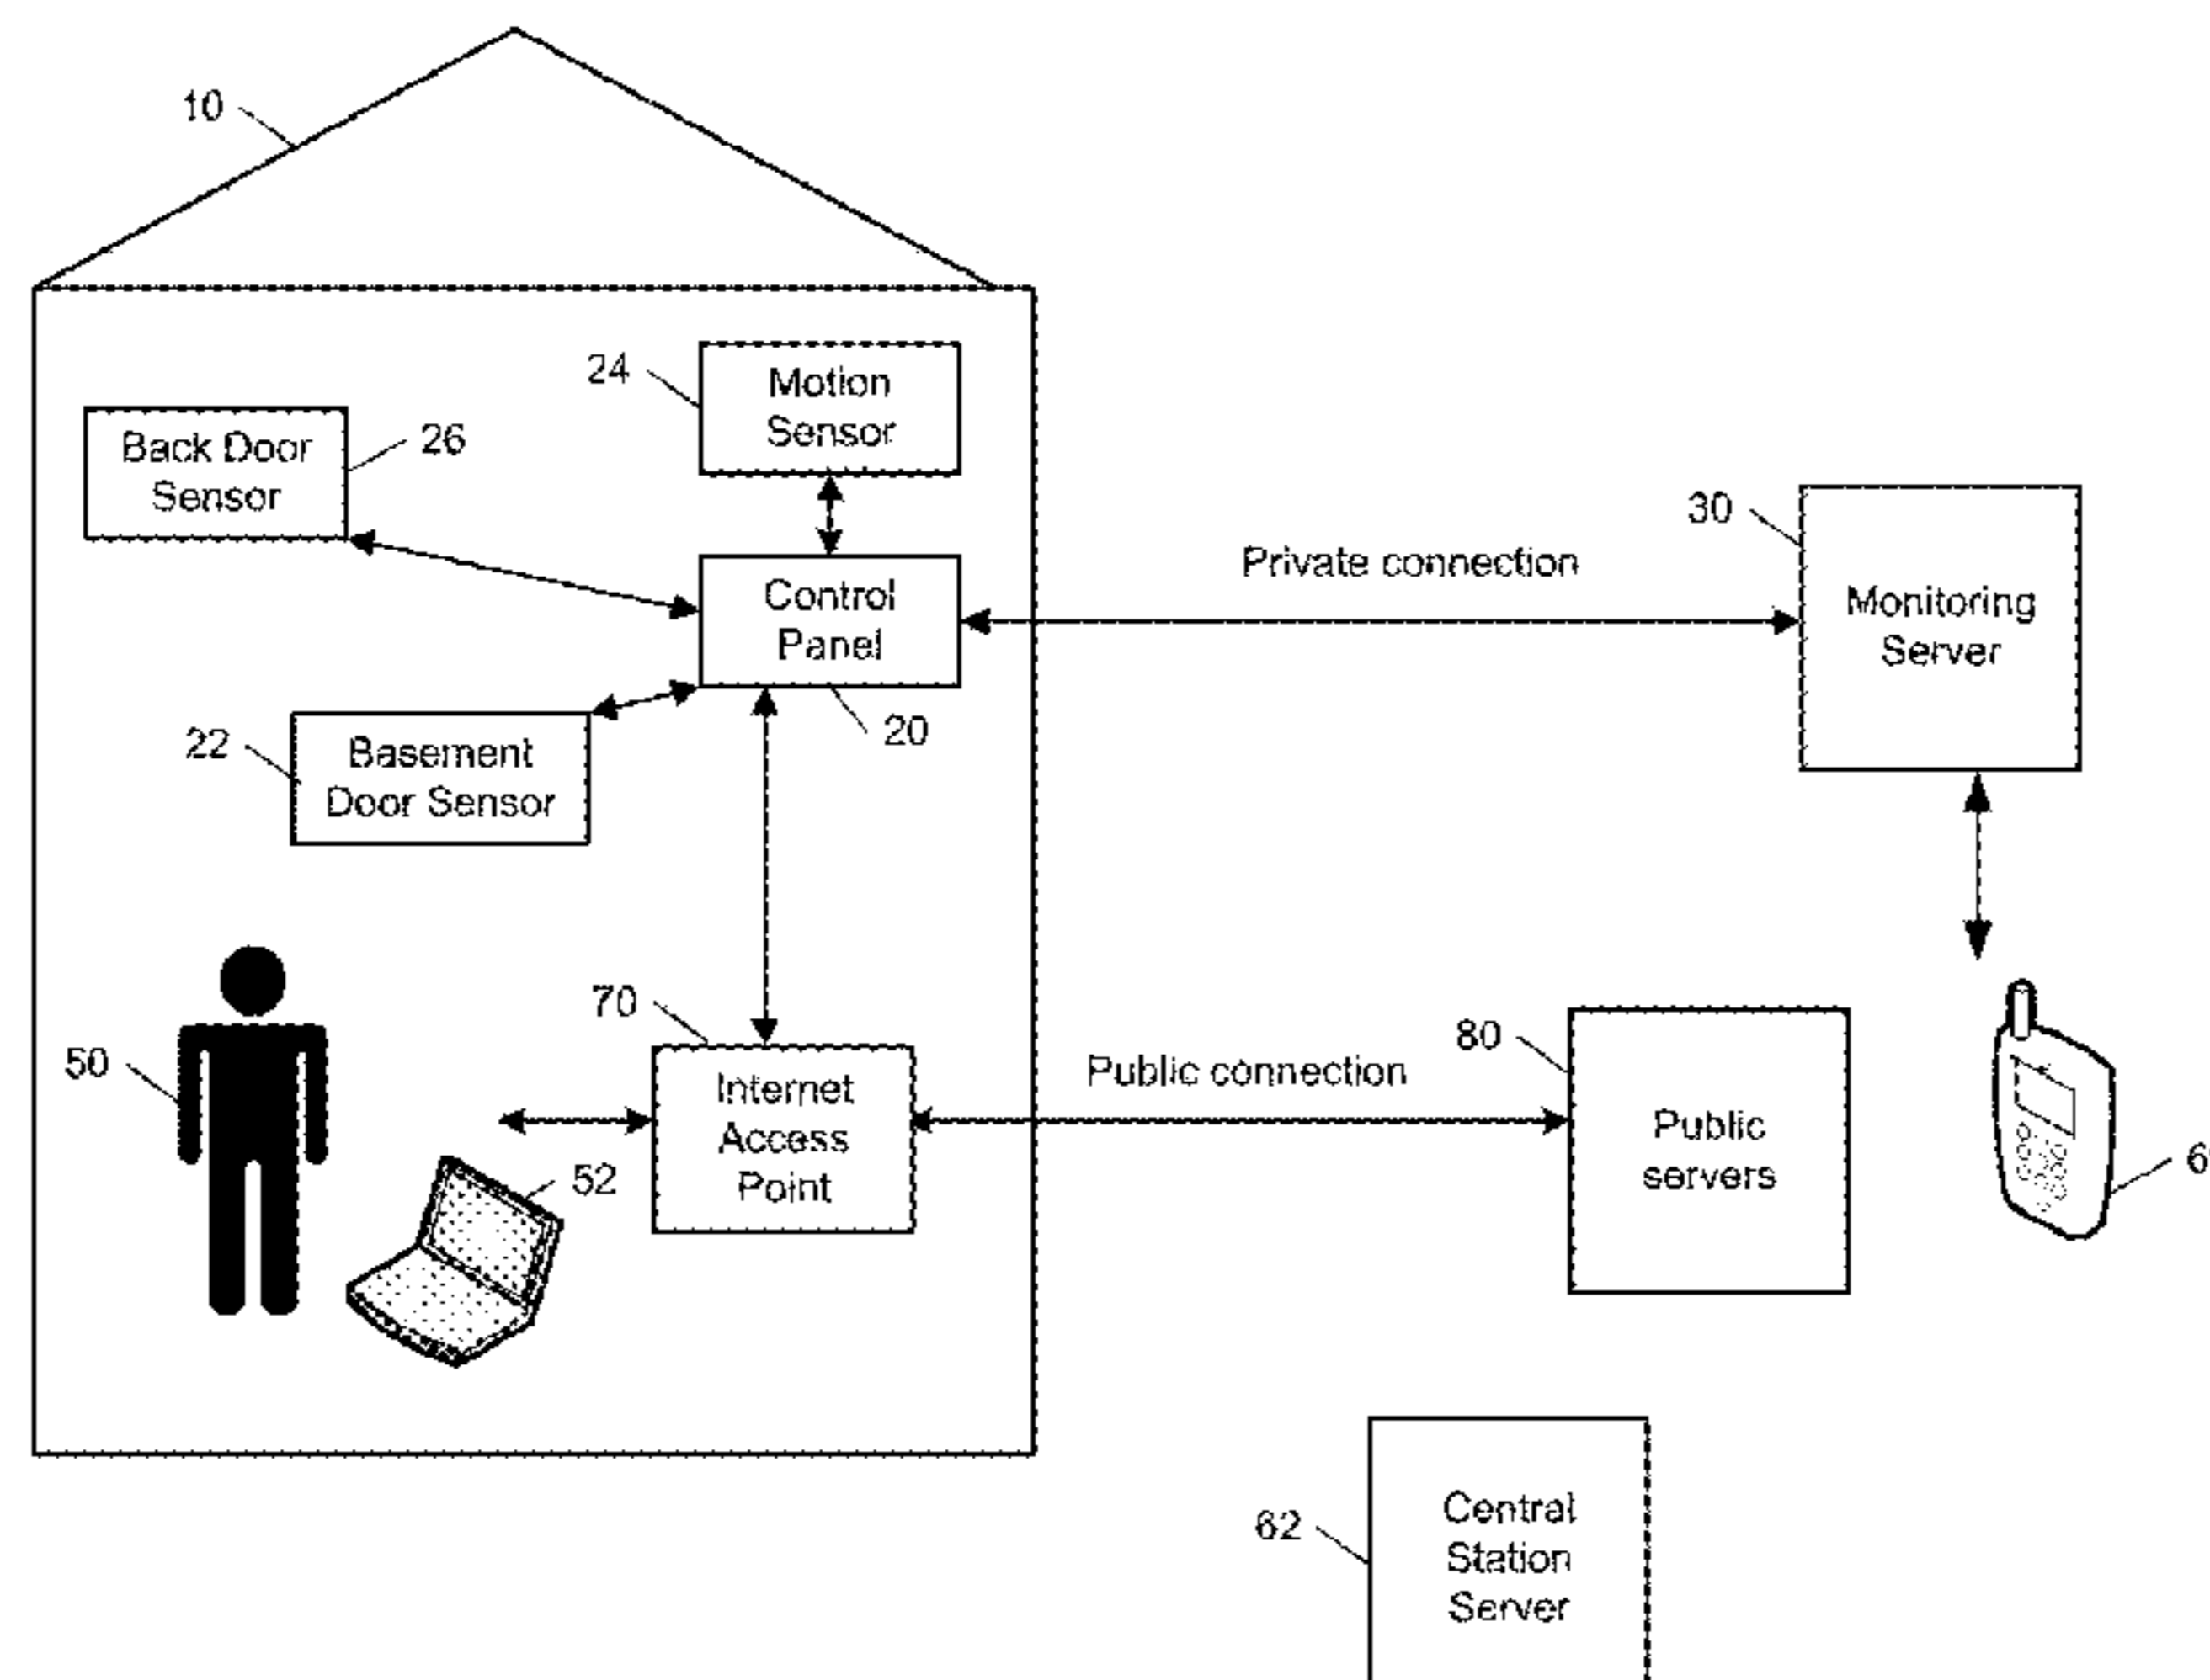 10
24
Motion
Sensor
Back Door
Sensor
26
30
Private connection
Control
Panel
Monitoring
Server
20
22
Basement
Door Sensor
70
80
50
Public connection
Internet
Access
Point
Public
servers
52
Central
Station
Server
62